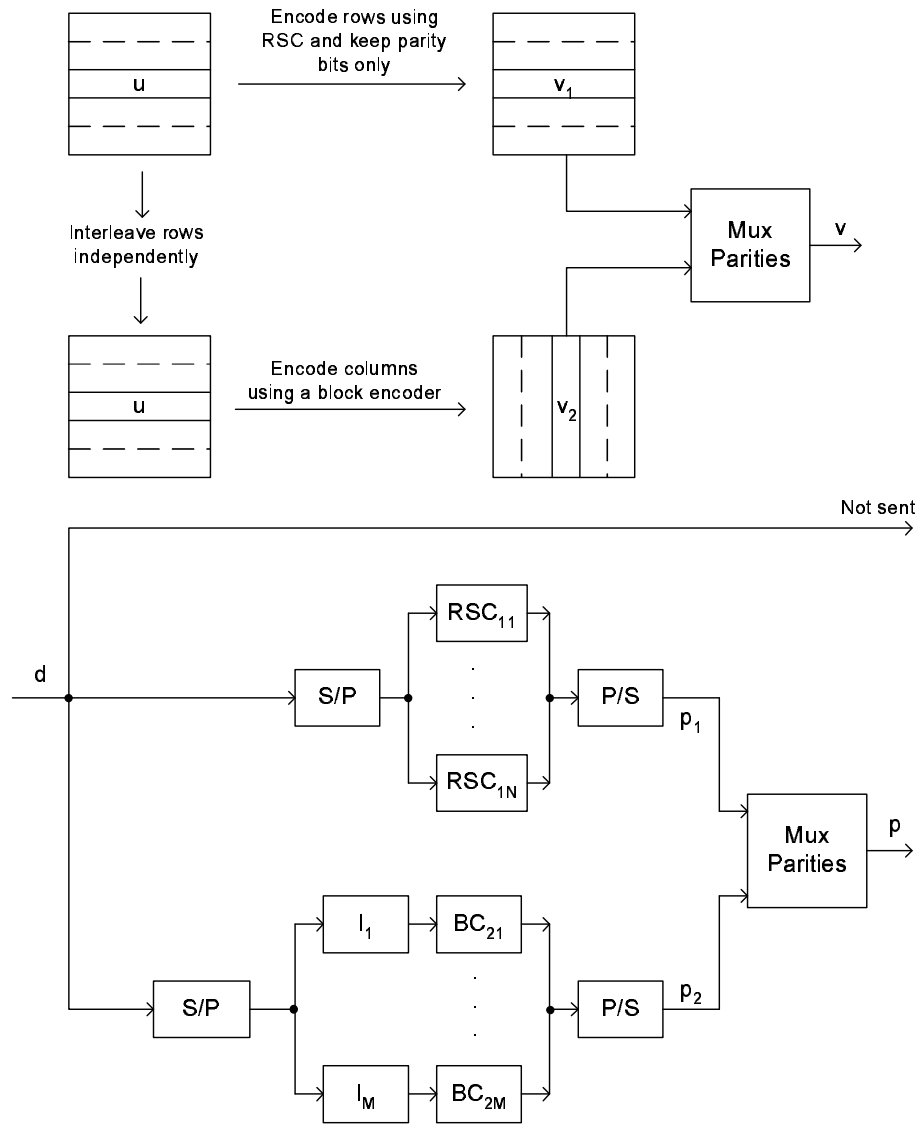 Encode rows using
RSC and keep parity
bits only
u
v1
Interleave rows
independently
Mux
Parities
v
Encode columns
using a block encoder
u
v2
Not sent
d
S/P
RSC11
RSC1N
P/S
p1
Mux
Parities
p
S/P
I1
BC21
IM
BC2M
P/S
p2